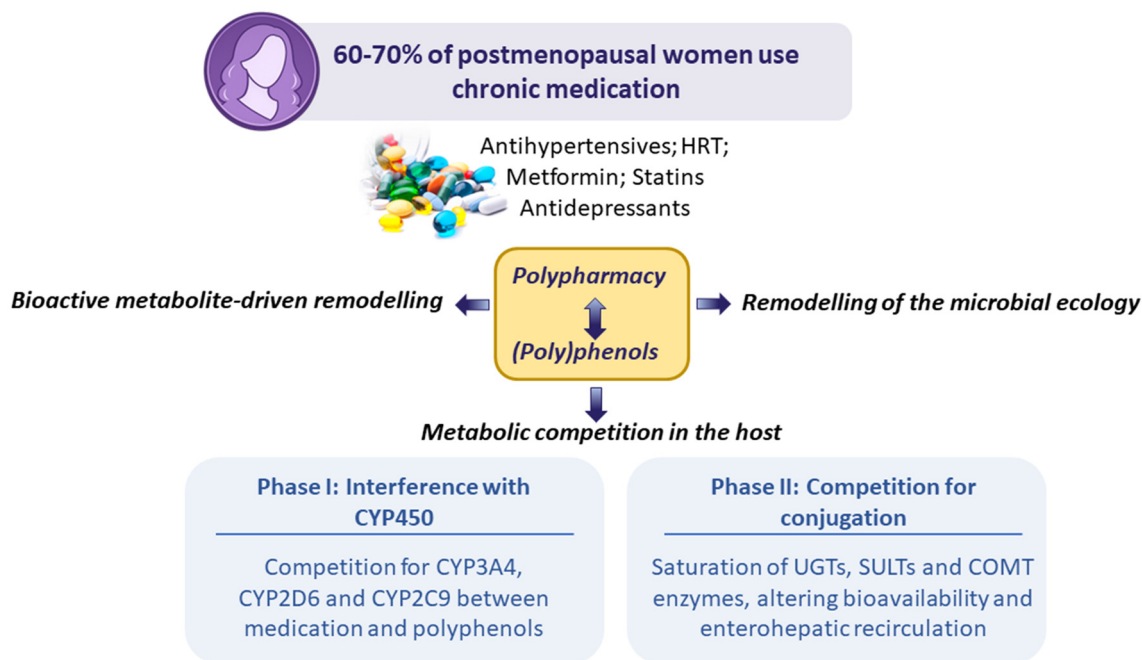 60-70% of postmenopausal women use
chronic medication
Antihypertensives; HRT;
Metformin; Statins
Antidepressants
Polypharmacy
(Poly)phenols
Bioactive metabolite-driven remodelling
Remodelling of the microbial ecology
Metabolic competition in the host
Phase I: Interference with
CYP450
Competition for CYP3A4,
CYP2D6 and CYP2C9 between
medication and polyphenols
Phase II: Competition for
conjugation
Saturation of UGTs, SULTs and COMT
enzymes, altering bioavailability and
enterohepatic recirculation